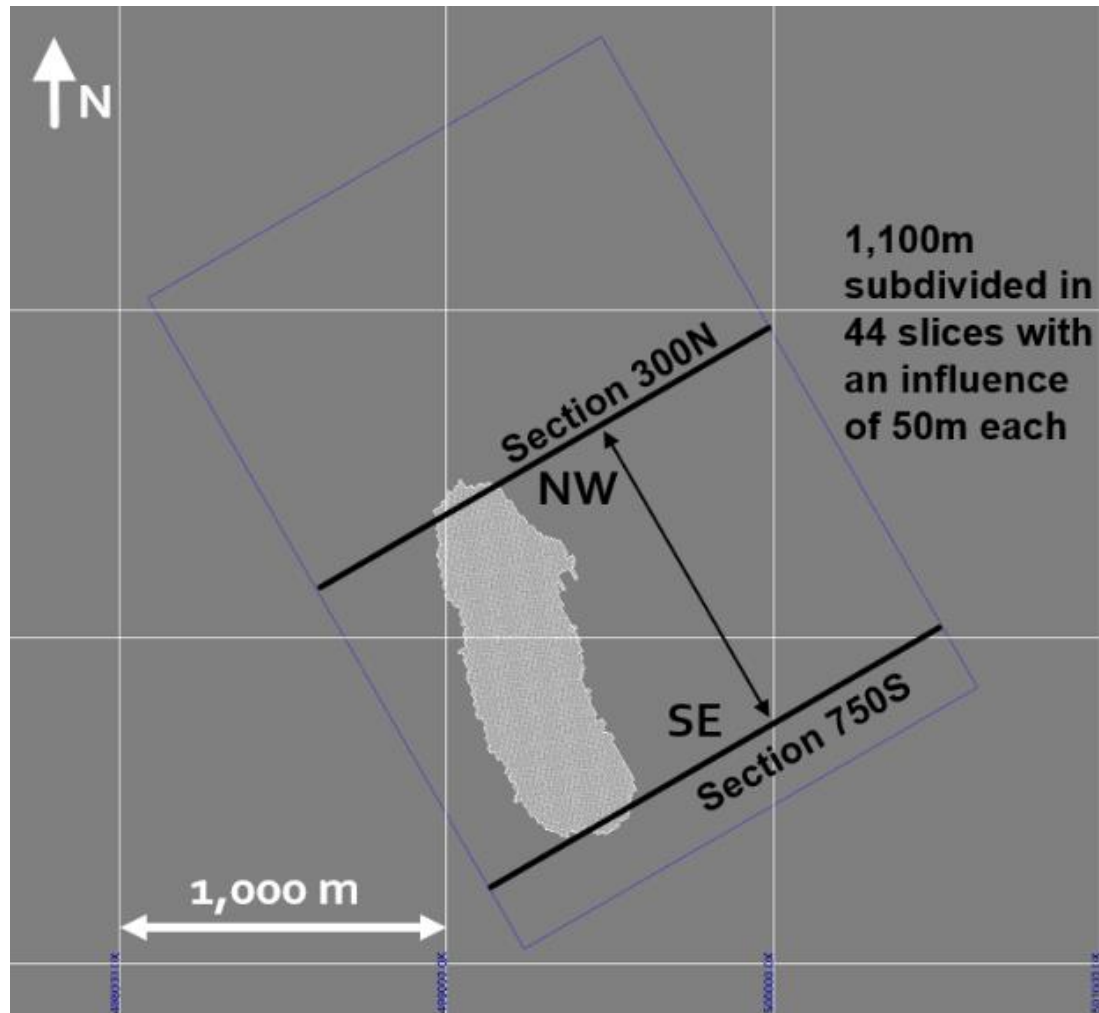 N
1,100m
subdivided in
44 slices with
an influence
of 50m each
Section 300N
NW
SE
Section 750S
1,000 m